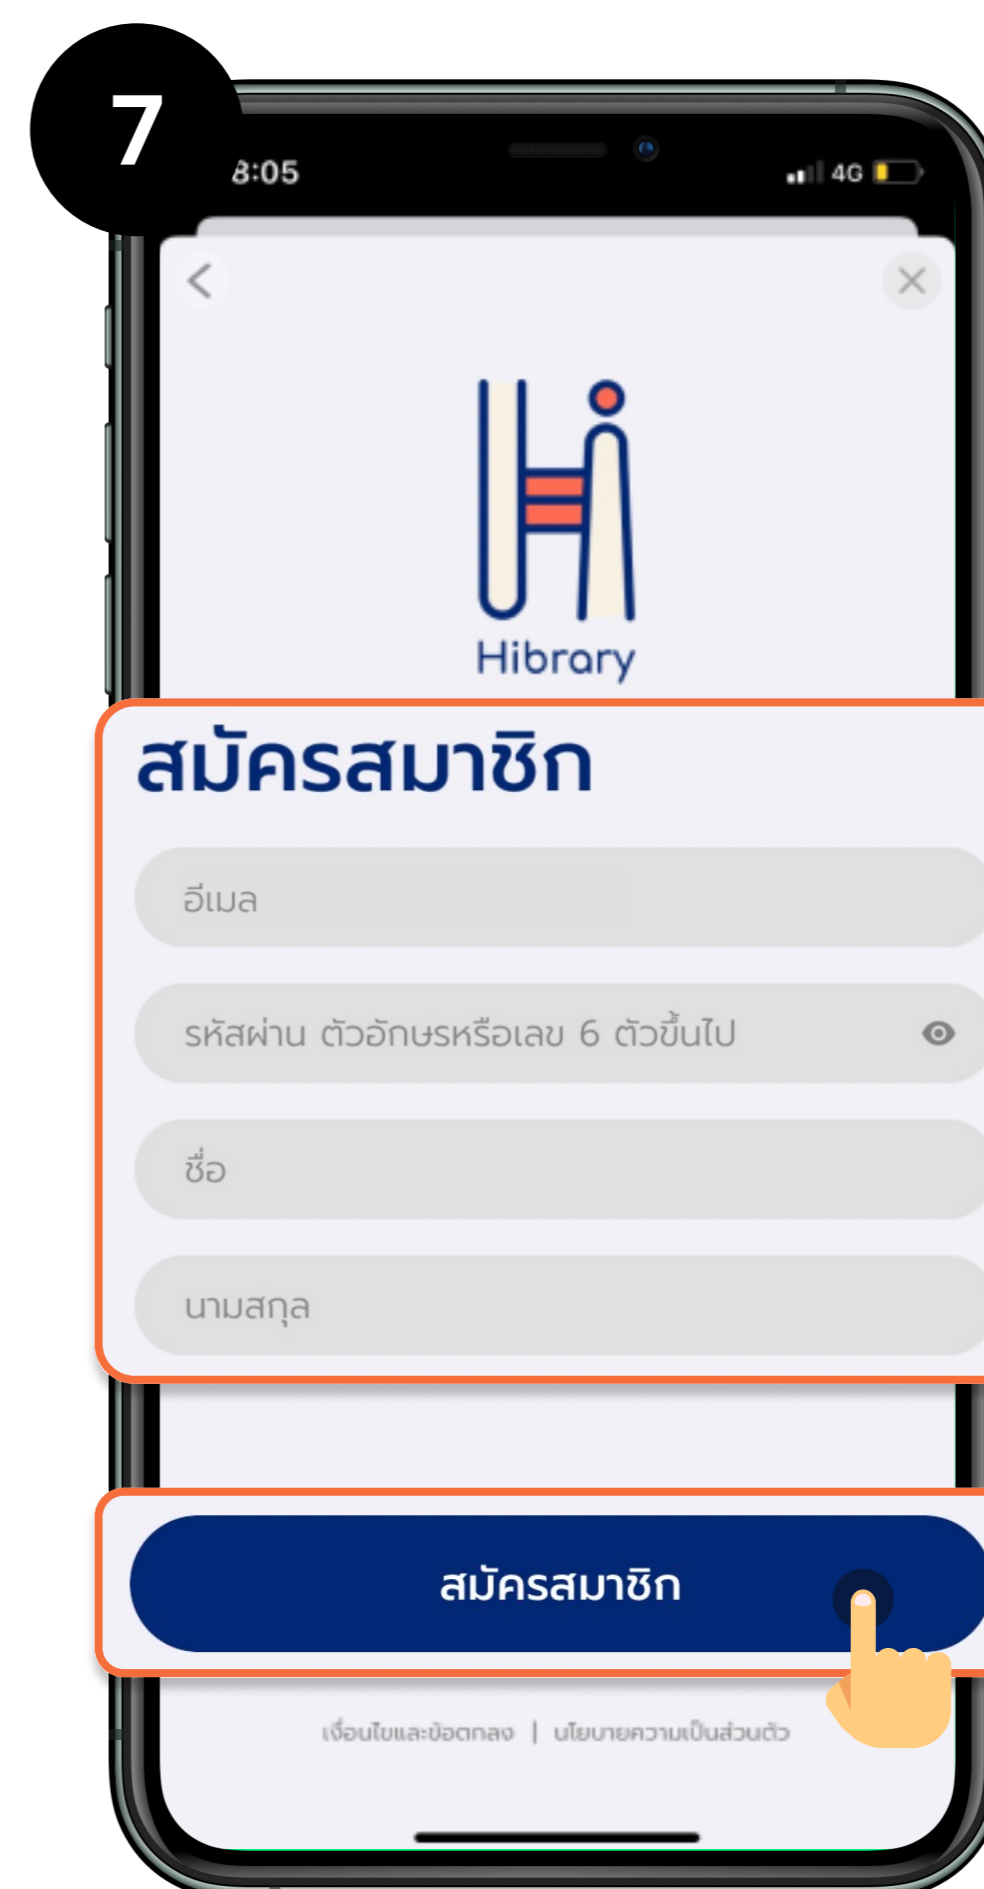 7
8:05
4G
Hibrary
สมัครสมาชิก
อีเมล
รหัสผ่าน ตัวอักษรหรือเลข 6 ตัวขึ้นไป
ชื่อ
นามสกุล
สมัครสมาชิก
เงื่อนไขและข้อตกลง | นโยบายความเป็นส่วนตัว